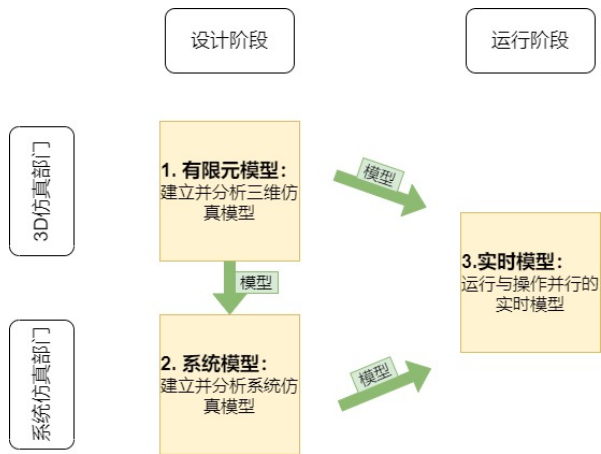 设计阶段
运行阶段
3D仿真部门
1. 有限元模型：
建立并分析三维仿
真模型
模型
3.实时模型：
运行与操作并行的
实时模型
模型
系统仿真部门
2. 系统模型：
建立并分析系统仿
真模型
模型